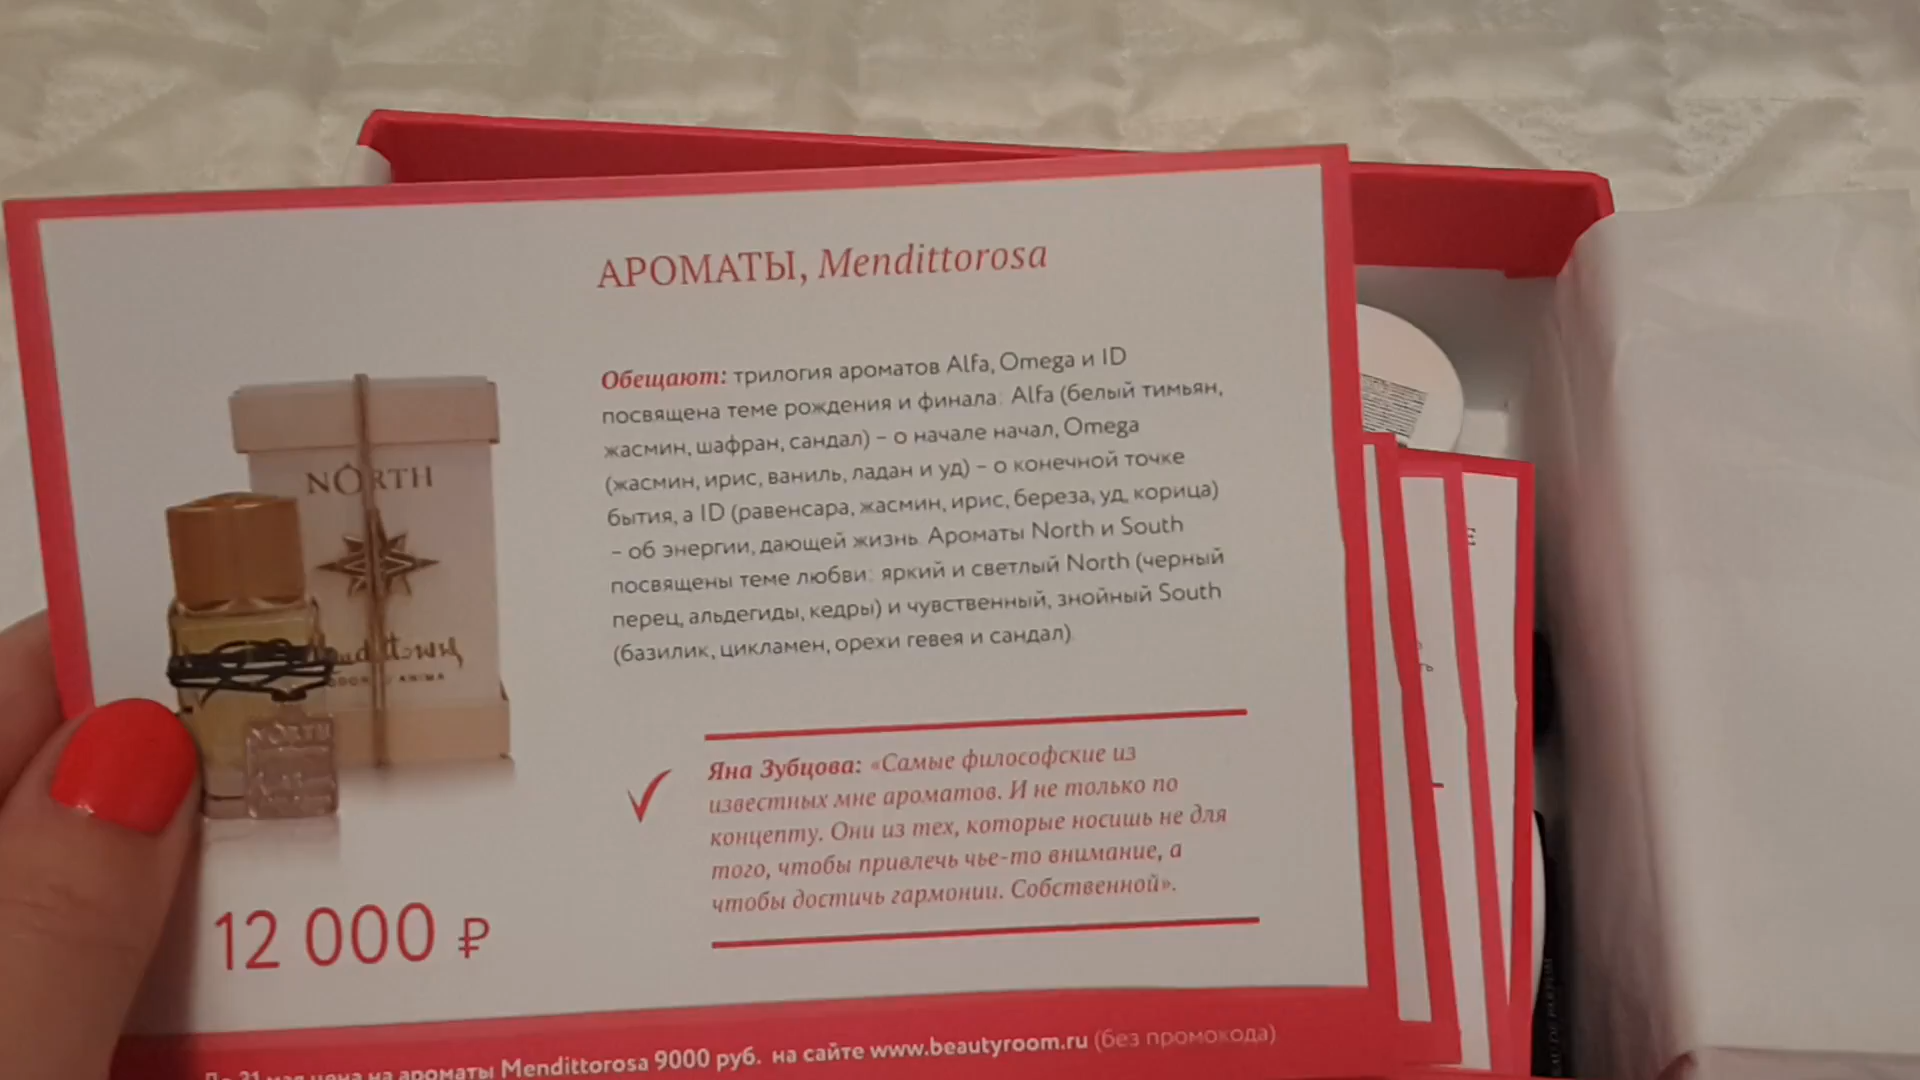 АРОМАТЫ, Mendittorosa
Обещают: трилогия ароматов Alfa, Omega и ID
посвящена теме рождения и финала: Alfa (белый тимьян,
жасмин, шафран, сандал) – о начале начал, Omega
(жасмин, ирис, ваниль, ладан и уд) – о конечной точке
бытия, а ID (равенсара, жасмин, ирис, береза, уд, корица)
– об энергии, дающей жизнь. Ароматы North и South
посвящены теме любви: яркий и светлый North (черный
перец, альдегиды, кедры) и чувственный, знойный South
(базилик, цикламен, орехи гевея и сандал).
NORTH
NORTH
Яна Зубцова: «Самые философские из
известных мне ароматов. И не только по
концепту. Они из тех, которые носишь не для
того, чтобы привлечь чье-то внимание, а
чтобы достичь гармонии. Собственной».
12 000 ₽
До 31 мая цена на ароматы Mendittorosa 9000 руб. на сайте www.beautyroom.ru (без промокода)